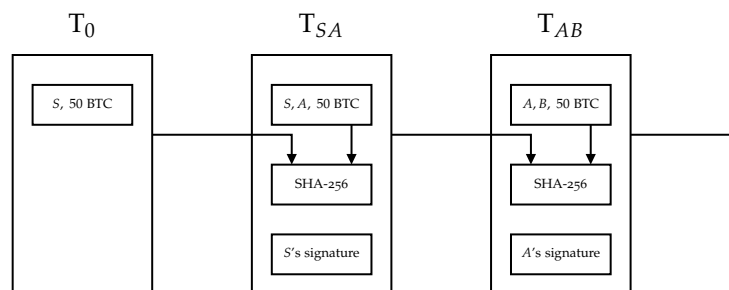 T0 TSA TAB
S, 50 BTC S, A, 50 BTC A, B, 50 BTC
SHA-256 SHA-256
S's signature A's signature